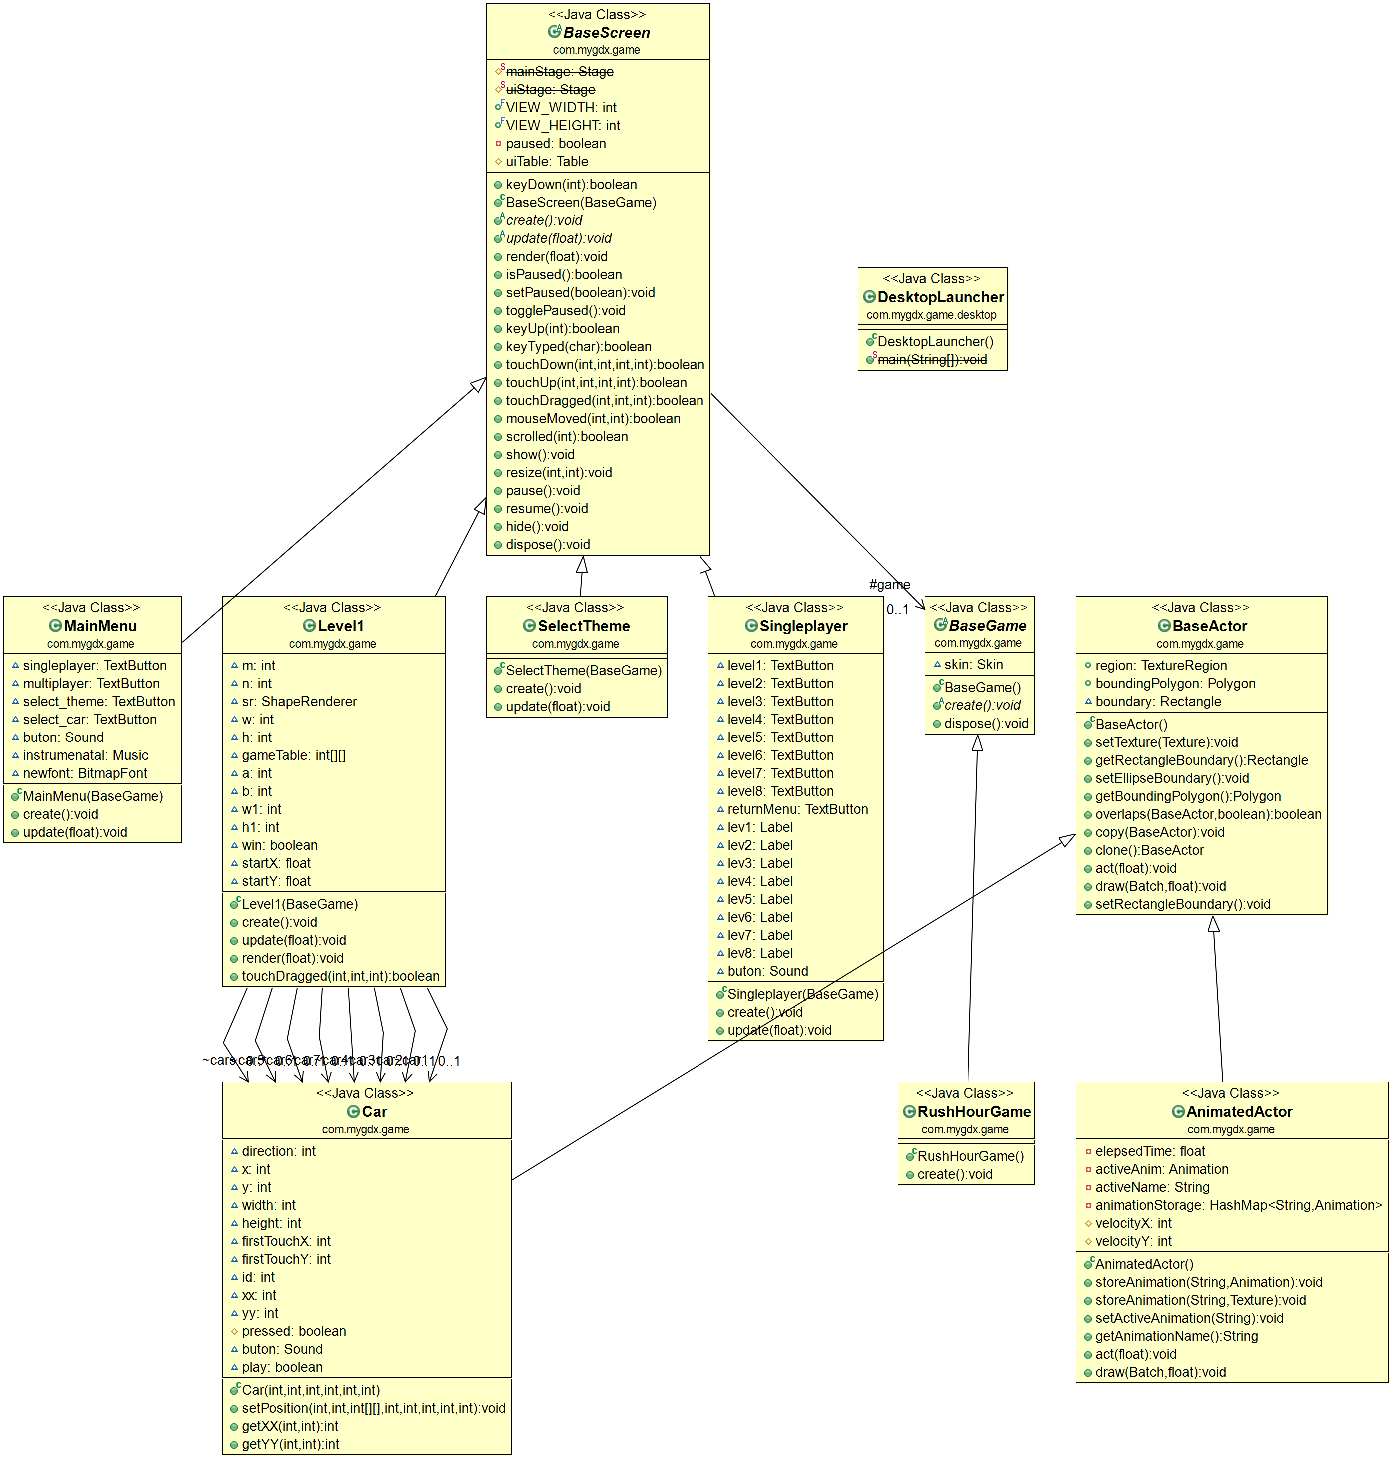 <<Java Class>>
BaseScreen
com.mygdx.game
mainStage: Stage
uiStage: Stage
VIEW_WIDTH: int
VIEW_HEIGHT: int
paused: boolean
uiTable: Table
keyDown(int):boolean
BaseScreen(BaseGame)
create():void
update(float):void
render(float):void
isPaused():boolean
setPaused(boolean):void
togglePaused():void
keyUp(int):boolean
keyTyped(char):boolean
touchDown(int,int,int,int):boolean
touchUp(int,int,int,int):boolean
touchDragged(int,int,int):boolean
mouseMoved(int,int):boolean
scrolled(int):boolean
show():void
resize(int,int):void
pause():void
resume():void
hide():void
dispose():void
<<Java Class>>
DesktopLauncher
com.mygdx.game.desktop
DesktopLauncher()
main(String[]):void
#game
0..1
<<Java Class>>
MainMenu
com.mygdx.game
singleplayer: TextButton
multiplayer: TextButton
select_theme: TextButton
select_car: TextButton
buton: Sound
instrumenatal: Music
newfont: BitmapFont
MainMenu(BaseGame)
create():void
update(float):void
<<Java Class>>
Level1
com.mygdx.game
m: int
n: int
sr: ShapeRenderer
w: int
h: int
gameTable: int[][]
a: int
b: int
w1: int
h1: int
win: boolean
startX: float
startY: float
Level1(BaseGame)
create():void
update(float):void
render(float):void
touchDragged(int,int,int):boolean
<<Java Class>>
SelectTheme
com.mygdx.game
SelectTheme(BaseGame)
create():void
update(float):void
<<Java Class>>
Singleplayer
com.mygdx.game
level1: TextButton
level2: TextButton
level3: TextButton
level4: TextButton
level5: TextButton
level6: TextButton
level7: TextButton
level8: TextButton
returnMenu: TextButton
lev1: Label
lev2: Label
lev3: Label
lev4: Label
lev5: Label
lev6: Label
lev7: Label
lev8: Label
buton: Sound
Singleplayer(BaseGame)
create():void
update(float):void
<<Java Class>>
BaseGame
com.mygdx.game
skin: Skin
BaseGame()
create():void
dispose():void
<<Java Class>>
BaseActor
com.mygdx.game
region: TextureRegion
boundingPolygon: Polygon
boundary: Rectangle
BaseActor()
setTexture(Texture):void
getRectangleBoundary():Rectangle
setEllipseBoundary():void
getBoundingPolygon():Polygon
overlaps(BaseActor,boolean):boolean
copy(BaseActor):void
clone():BaseActor
act(float):void
draw(Batch,float):void
setRectangleBoundary():void
0..1
<<Java Class>>
Car
com.mygdx.game
direction: int
x: int
y: int
width: int
height: int
firstTouchX: int
firstTouchY: int
id: int
xx: int
yy: int
pressed: boolean
buton: Sound
play: boolean
Car(int,int,int,int,int,int)
setPosition(int,int,int[][],int,int,int,int,int):void
getXX(int,int):int
getYY(int,int):int
<<Java Class>>
RushHourGame
com.mygdx.game
RushHourGame()
create():void
<<Java Class>>
AnimatedActor
com.mygdx.game
elepsedTime: float
activeAnim: Animation
activeName: String
animationStorage: HashMap<String,Animation>
velocityX: int
velocityY: int
AnimatedActor()
storeAnimation(String,Animation):void
storeAnimation(String,Texture):void
setActiveAnimation(String):void
getAnimationName():String
act(float):void
draw(Batch,float):void